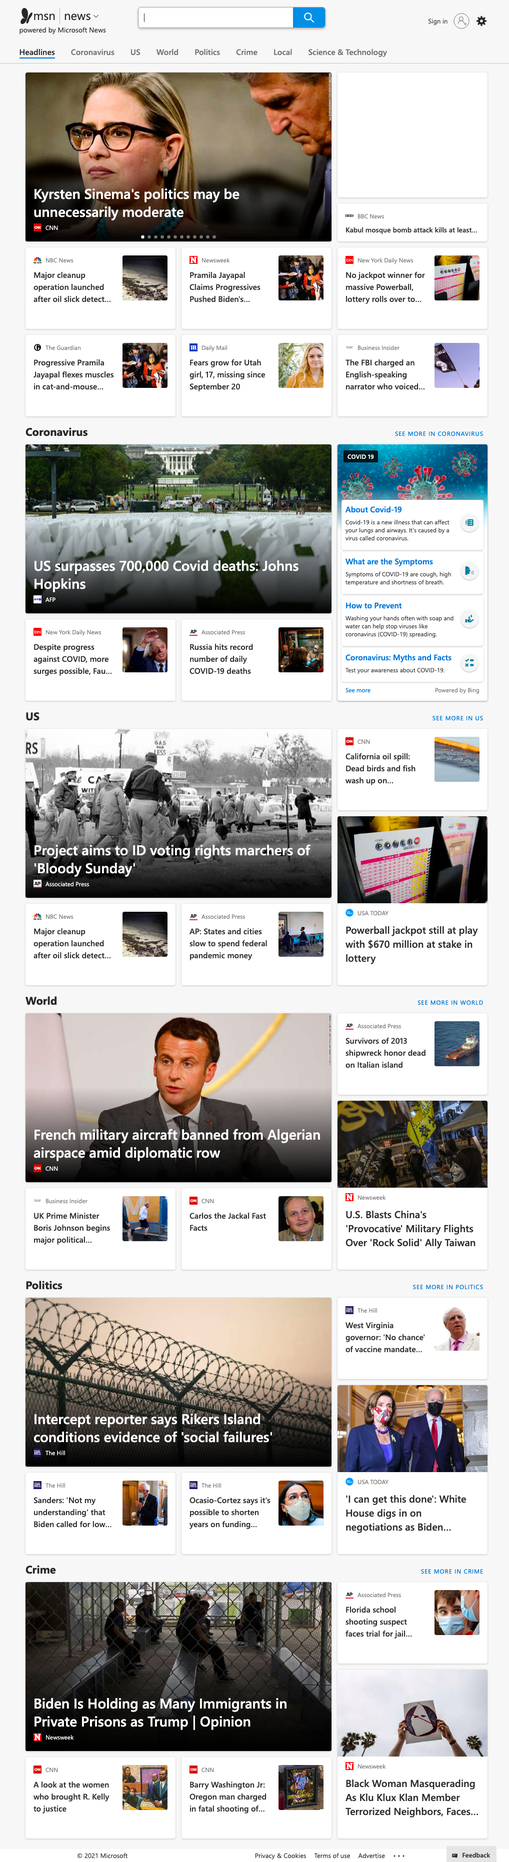 msn | news
powered by Microsoft News
Sign in
Headlines Coronavirus US World Politics Crime Local Science & Technology
Kyrsten Sinema's politics may be
unnecessarily moderate
CNN
BBC News
Kabul mosque bomb attack kills at least...
NBC News
Major cleanup
operation launched
after oil slick detect...
Newsweek
Pramila Jayapal
Claims Progressives
Pushed Biden's...
New York Daily News
No jackpot winner for
massive Powerball,
lottery rolls over to...
The Guardian
Progressive Pramila
Jayapal flexes muscles
in cat-and-mouse...
Daily Mail
Fears grow for Utah
girl, 17, missing since
September 20
Business Insider
The FBI charged an
English-speaking
narrator who voiced...
Coronavirus
SEE MORE IN CORONAVIRUS
US surpasses 700,000 Covid deaths: Johns
Hopkins
AFP
COVID 19
About Covid-19
Covid-19 is a new illness that can affect
your lungs and airways. It's caused by a
virus called coronavirus.
What are the Symptoms
Symptoms of COVID-19 are cough, high
temperature and shortness of breath.
How to Prevent
Washing your hands often with soap and
water can help stop viruses like
coronavirus (COVID-19) spreading.
Coronavirus: Myths and Facts
Test your awareness about COVID-19.
See more
Powered by Bing
New York Daily News
Despite progress
against COVID, more
surges possible, Fau...
Associated Press
Russia hits record
number of daily
COVID-19 deaths
US
SEE MORE IN US
Project aims to ID voting rights marchers of
'Bloody Sunday'
Associated Press
CNN
California oil spill:
Dead birds and fish
wash up on...
USA TODAY
Powerball jackpot still at play
with $670 million at stake in
lottery
NBC News
Major cleanup
operation launched
after oil slick detect...
Associated Press
AP: States and cities
slow to spend federal
pandemic money
World
SEE MORE IN WORLD
French military aircraft banned from Algerian
airspace amid diplomatic row
CNN
Associated Press
Survivors of 2013
shipwreck honor dead
on Italian island
Newsweek
U.S. Blasts China's
'Provocative' Military Flights
Over 'Rock Solid' Ally Taiwan
Business Insider
UK Prime Minister
Boris Johnson begins
major political...
CNN
Carlos the Jackal Fast
Facts
Politics
SEE MORE IN POLITICS
Intercept reporter says Rikers Island
conditions evidence of 'social failures'
The Hill
The Hill
West Virginia
governor: 'No chance'
of vaccine mandate...
USA TODAY
'I can get this done': White
House digs in on
negotiations as Biden...
The Hill
Sanders: 'Not my
understanding' that
Biden called for low...
The Hill
Ocasio-Cortez says it's
possible to shorten
years on funding...
Crime
SEE MORE IN CRIME
Biden Is Holding as Many Immigrants in
Private Prisons as Trump | Opinion
Newsweek
Associated Press
Florida school
shooting suspect
faces trial for jail...
Newsweek
Black Woman Masquerading
As Klu Klux Klan Member
Terrorized Neighbors, Faces...
CNN
A look at the women
who brought R. Kelly
to justice
CNN
Barry Washington Jr:
Oregon man charged
in fatal shooting of...
© 2021 Microsoft
Privacy & Cookies Terms of use Advertise
Feedback